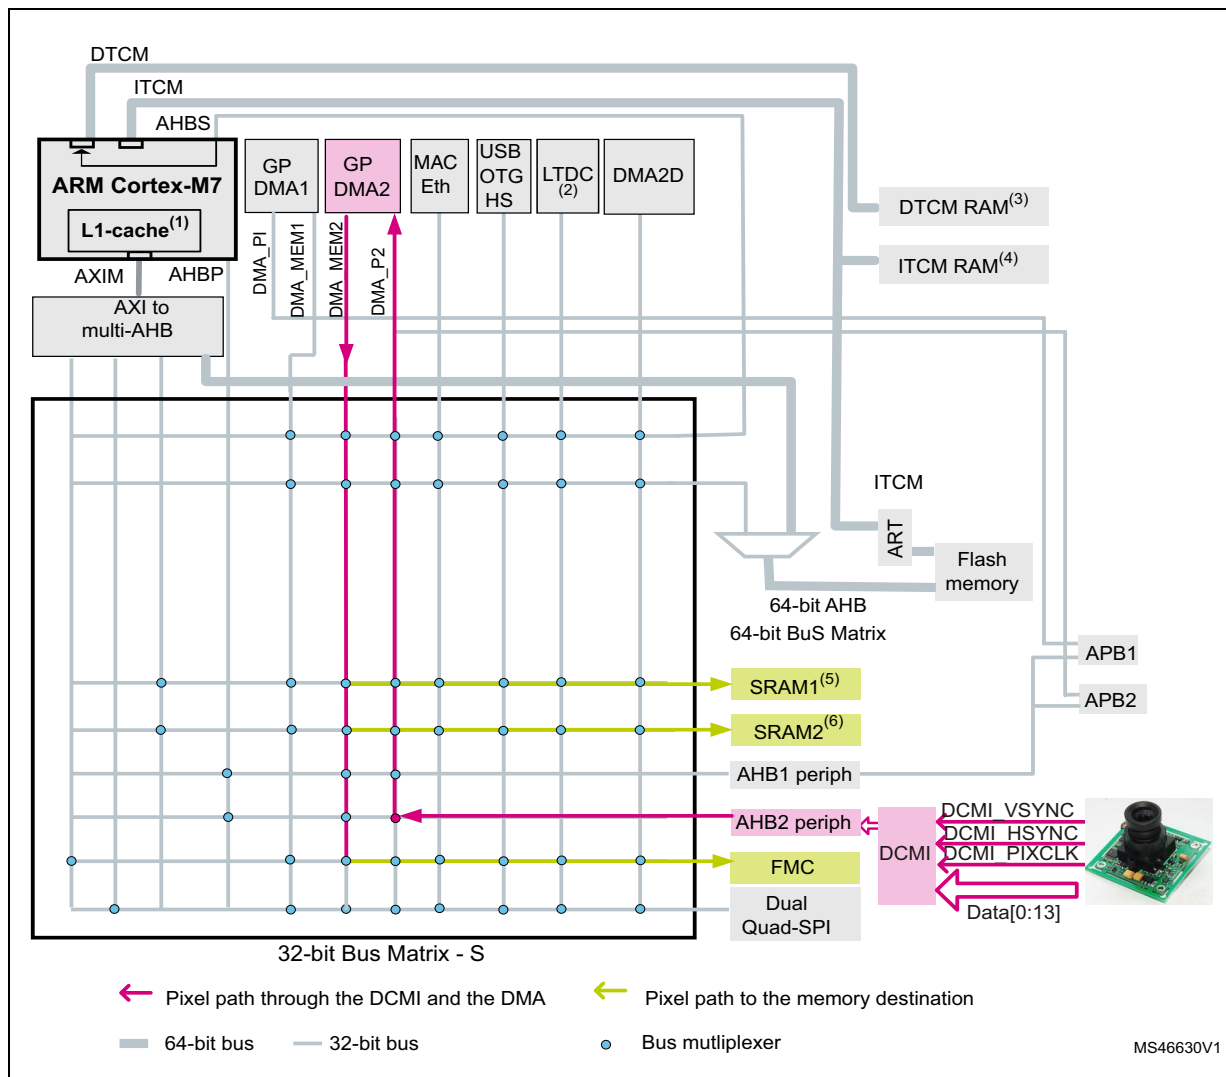 DTCM
ITCM
AHBS
ARM Cortex-M7
L1-cache(1)
GP
DMA1
GP
DMA2
MAC
Eth
USB
OTG
HS
LTDC
(2)
DMA2D
DTCM RAM(3)
ITCM RAM(4)
AXIM
AHBP
DMA_PI
DMA_MEM1
DMA_MEM2
DMA_P2
AXI to
multi-AHB
ITCM
ART
Flash
memory
64-bit AHB
64-bit BuS Matrix
APB1
APB2
SRAM1(5)
SRAM2(6)
AHB1 periph
AHB2 periph
FMC
Dual
Quad-SPI
DCMI
DCMI_VSYNC
DCMI_HSYNC
DCMI_PIXCLK
Data[0:13]
32-bit Bus Matrix - S
Pixel path through the DCMI and the DMA
Pixel path to the memory destination
64-bit bus
32-bit bus
Bus mutliplexer
MS46630V1